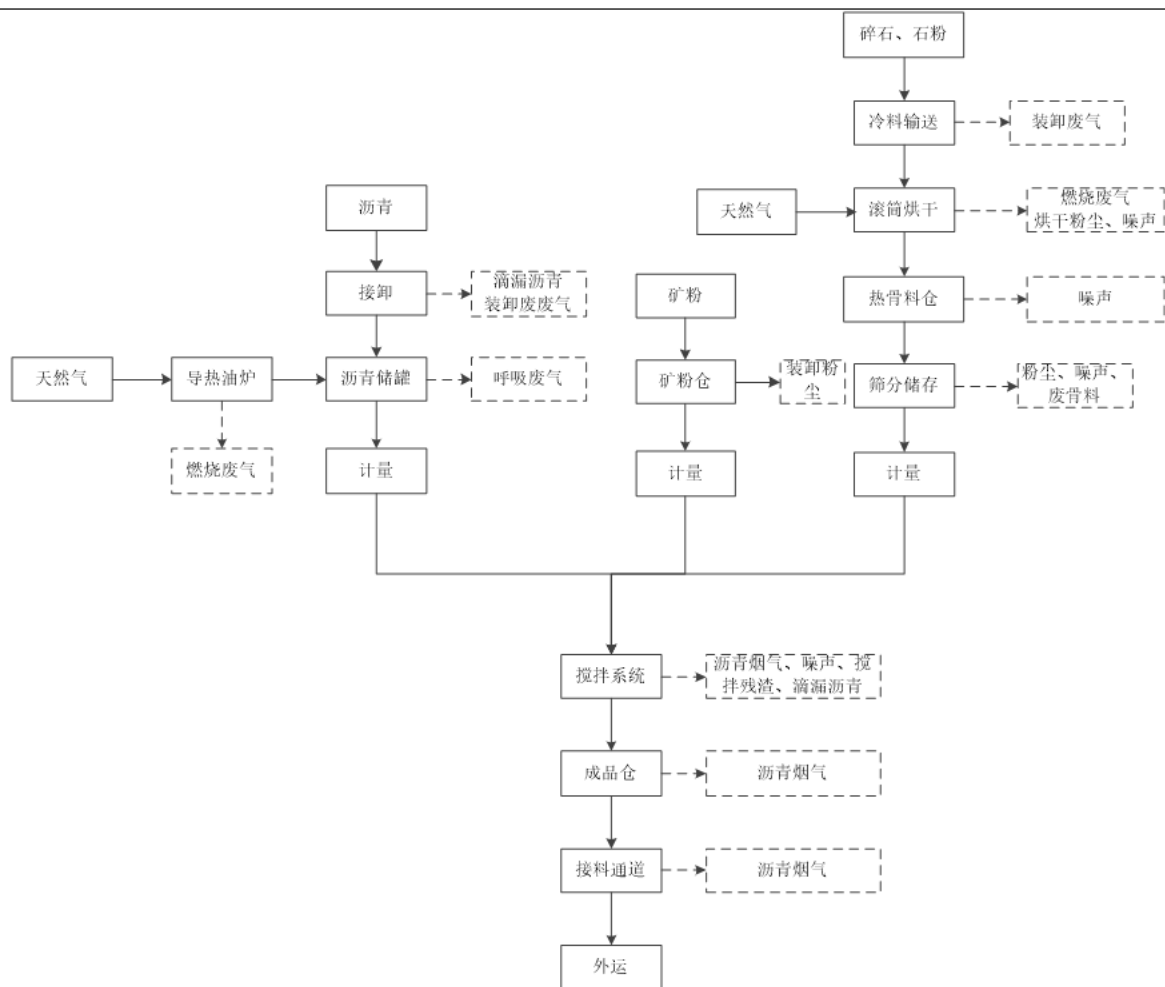 碎石、石粉
冷料输送
装卸废气
沥青
天然气
滚筒烘干
燃烧废气
烘干粉尘、噪声
接卸
滴漏沥青
装卸废废气
矿粉
热骨料仓
噪声
天然气
导热油炉
沥青储罐
呼吸废气
矿粉仓
装卸粉
尘
筛分储存
粉尘、噪声、
废骨料
燃烧废气
计量
计量
计量
搅拌系统
沥青烟气、噪声、搅
拌残渣、滴漏沥青
成品仓
沥青烟气
接料通道
沥青烟气
外运